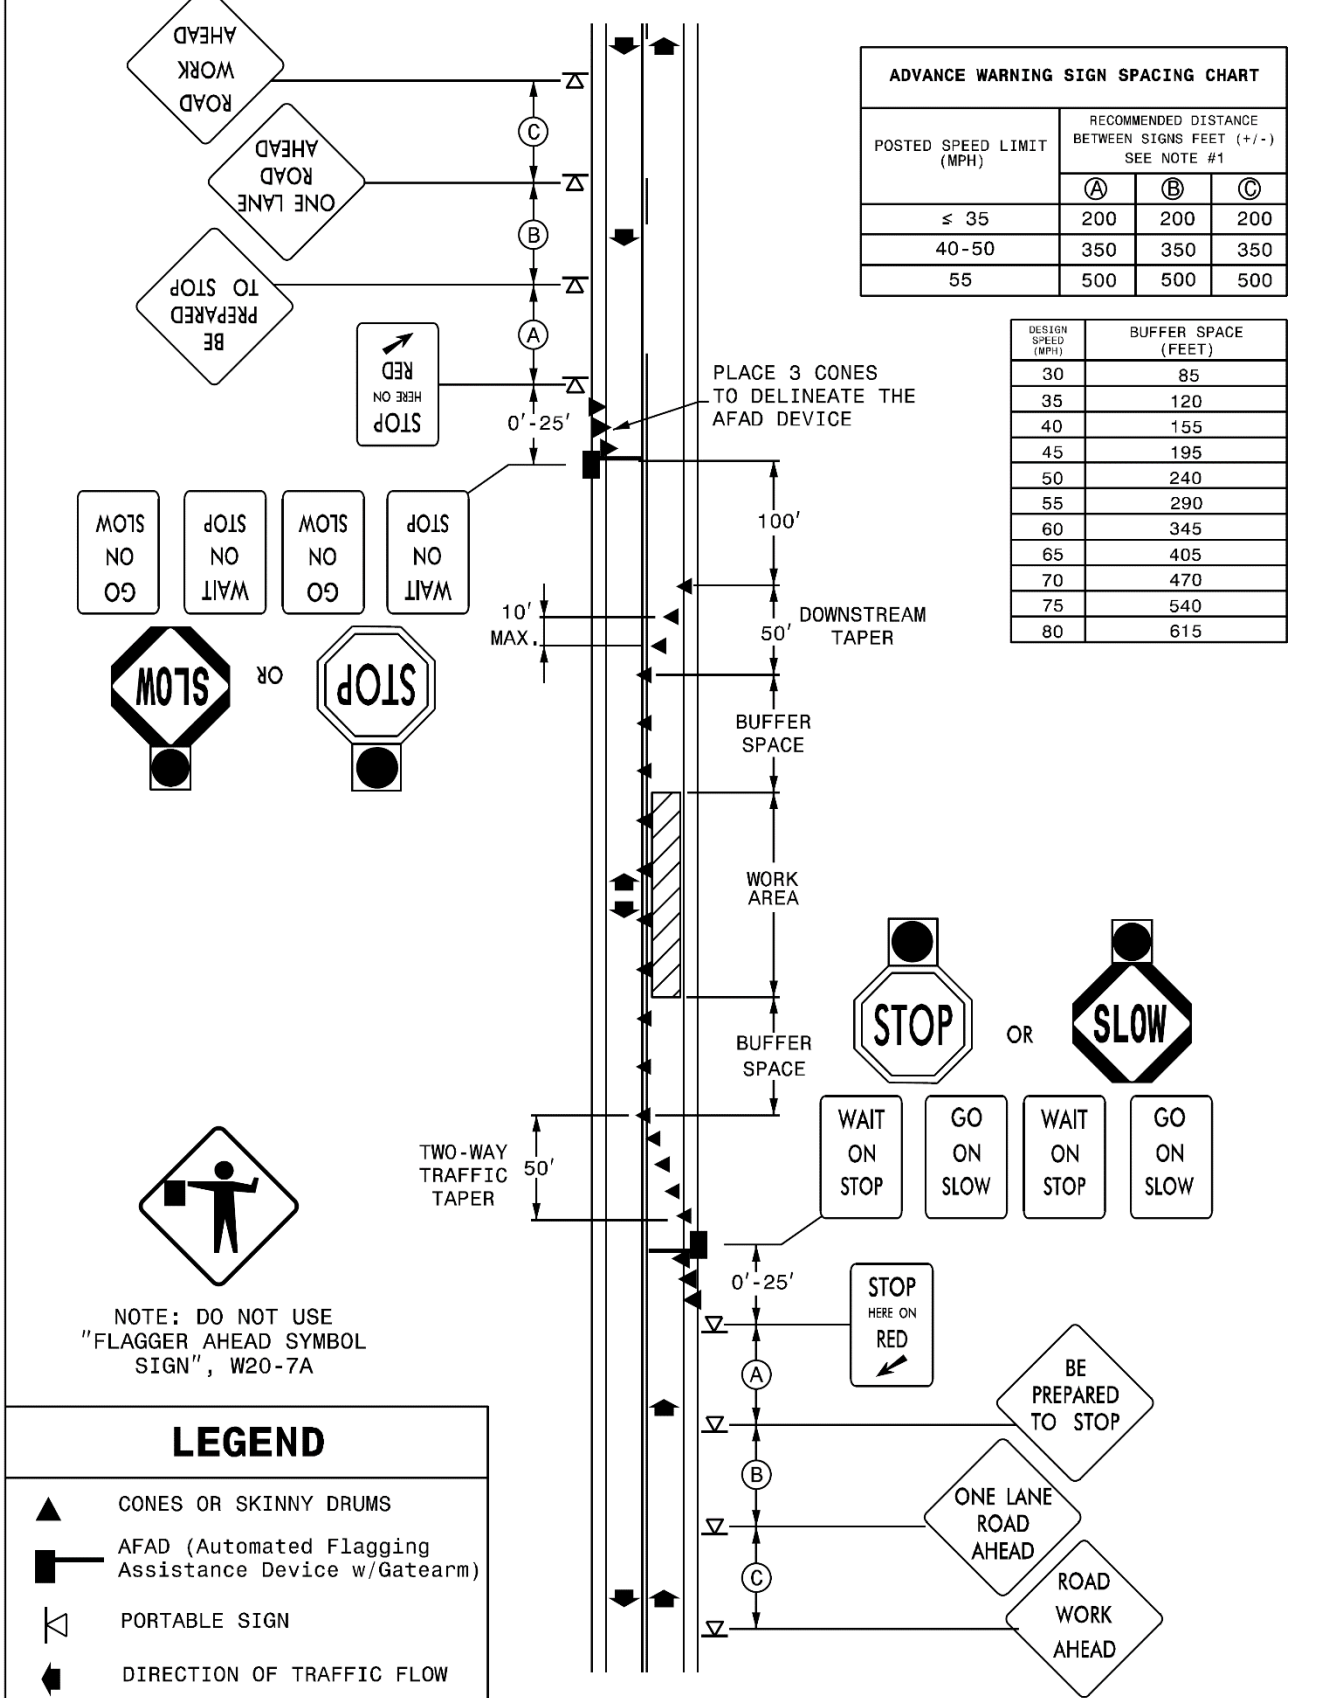 ROAD
WORK
AHEAD
C
ONE LANE
ROAD
AHEAD
B
BE
PREPARED
TO STOP
A
STOP
HERE ON
RED
0'-25'
PLACE 3 CONES
TO DELINEATE THE
AFAD DEVICE
ADVANCE WARNING SIGN SPACING CHART
POSTED SPEED LIMIT
(MPH)
RECOMMENDED DISTANCE
BETWEEN SIGNS FEET (+/-)
SEE NOTE #1
A B C
≤ 35 200 200 200
40-50 350 350 350
55 500 500 500
DESIGN
SPEED
(MPH)
BUFFER SPACE
(FEET)
30 85
35 120
40 155
45 195
50 240
55 290
60 345
65 405
70 470
75 540
80 615
GO
ON
SLOW
WAIT
ON
STOP
GO
ON
SLOW
WAIT
ON
STOP
SLOW
OR
STOP
100'
10'
MAX.
50'
DOWNSTREAM
TAPER
BUFFER
SPACE
WORK
AREA
BUFFER
SPACE
TWO-WAY
TRAFFIC
TAPER
50'
STOP
OR
SLOW
WAIT
ON
STOP
GO
ON
SLOW
WAIT
ON
STOP
GO
ON
SLOW
0'-25'
STOP
HERE ON
RED
A
BE
PREPARED
TO STOP
B
ONE LANE
ROAD
AHEAD
C
ROAD
WORK
AHEAD
NOTE: DO NOT USE
"FLAGGER AHEAD SYMBOL
SIGN", W20-7A
LEGEND
CONES OR SKINNY DRUMS
AFAD (Automated Flagging
Assistance Device w/Gatearm)
PORTABLE SIGN
DIRECTION OF TRAFFIC FLOW